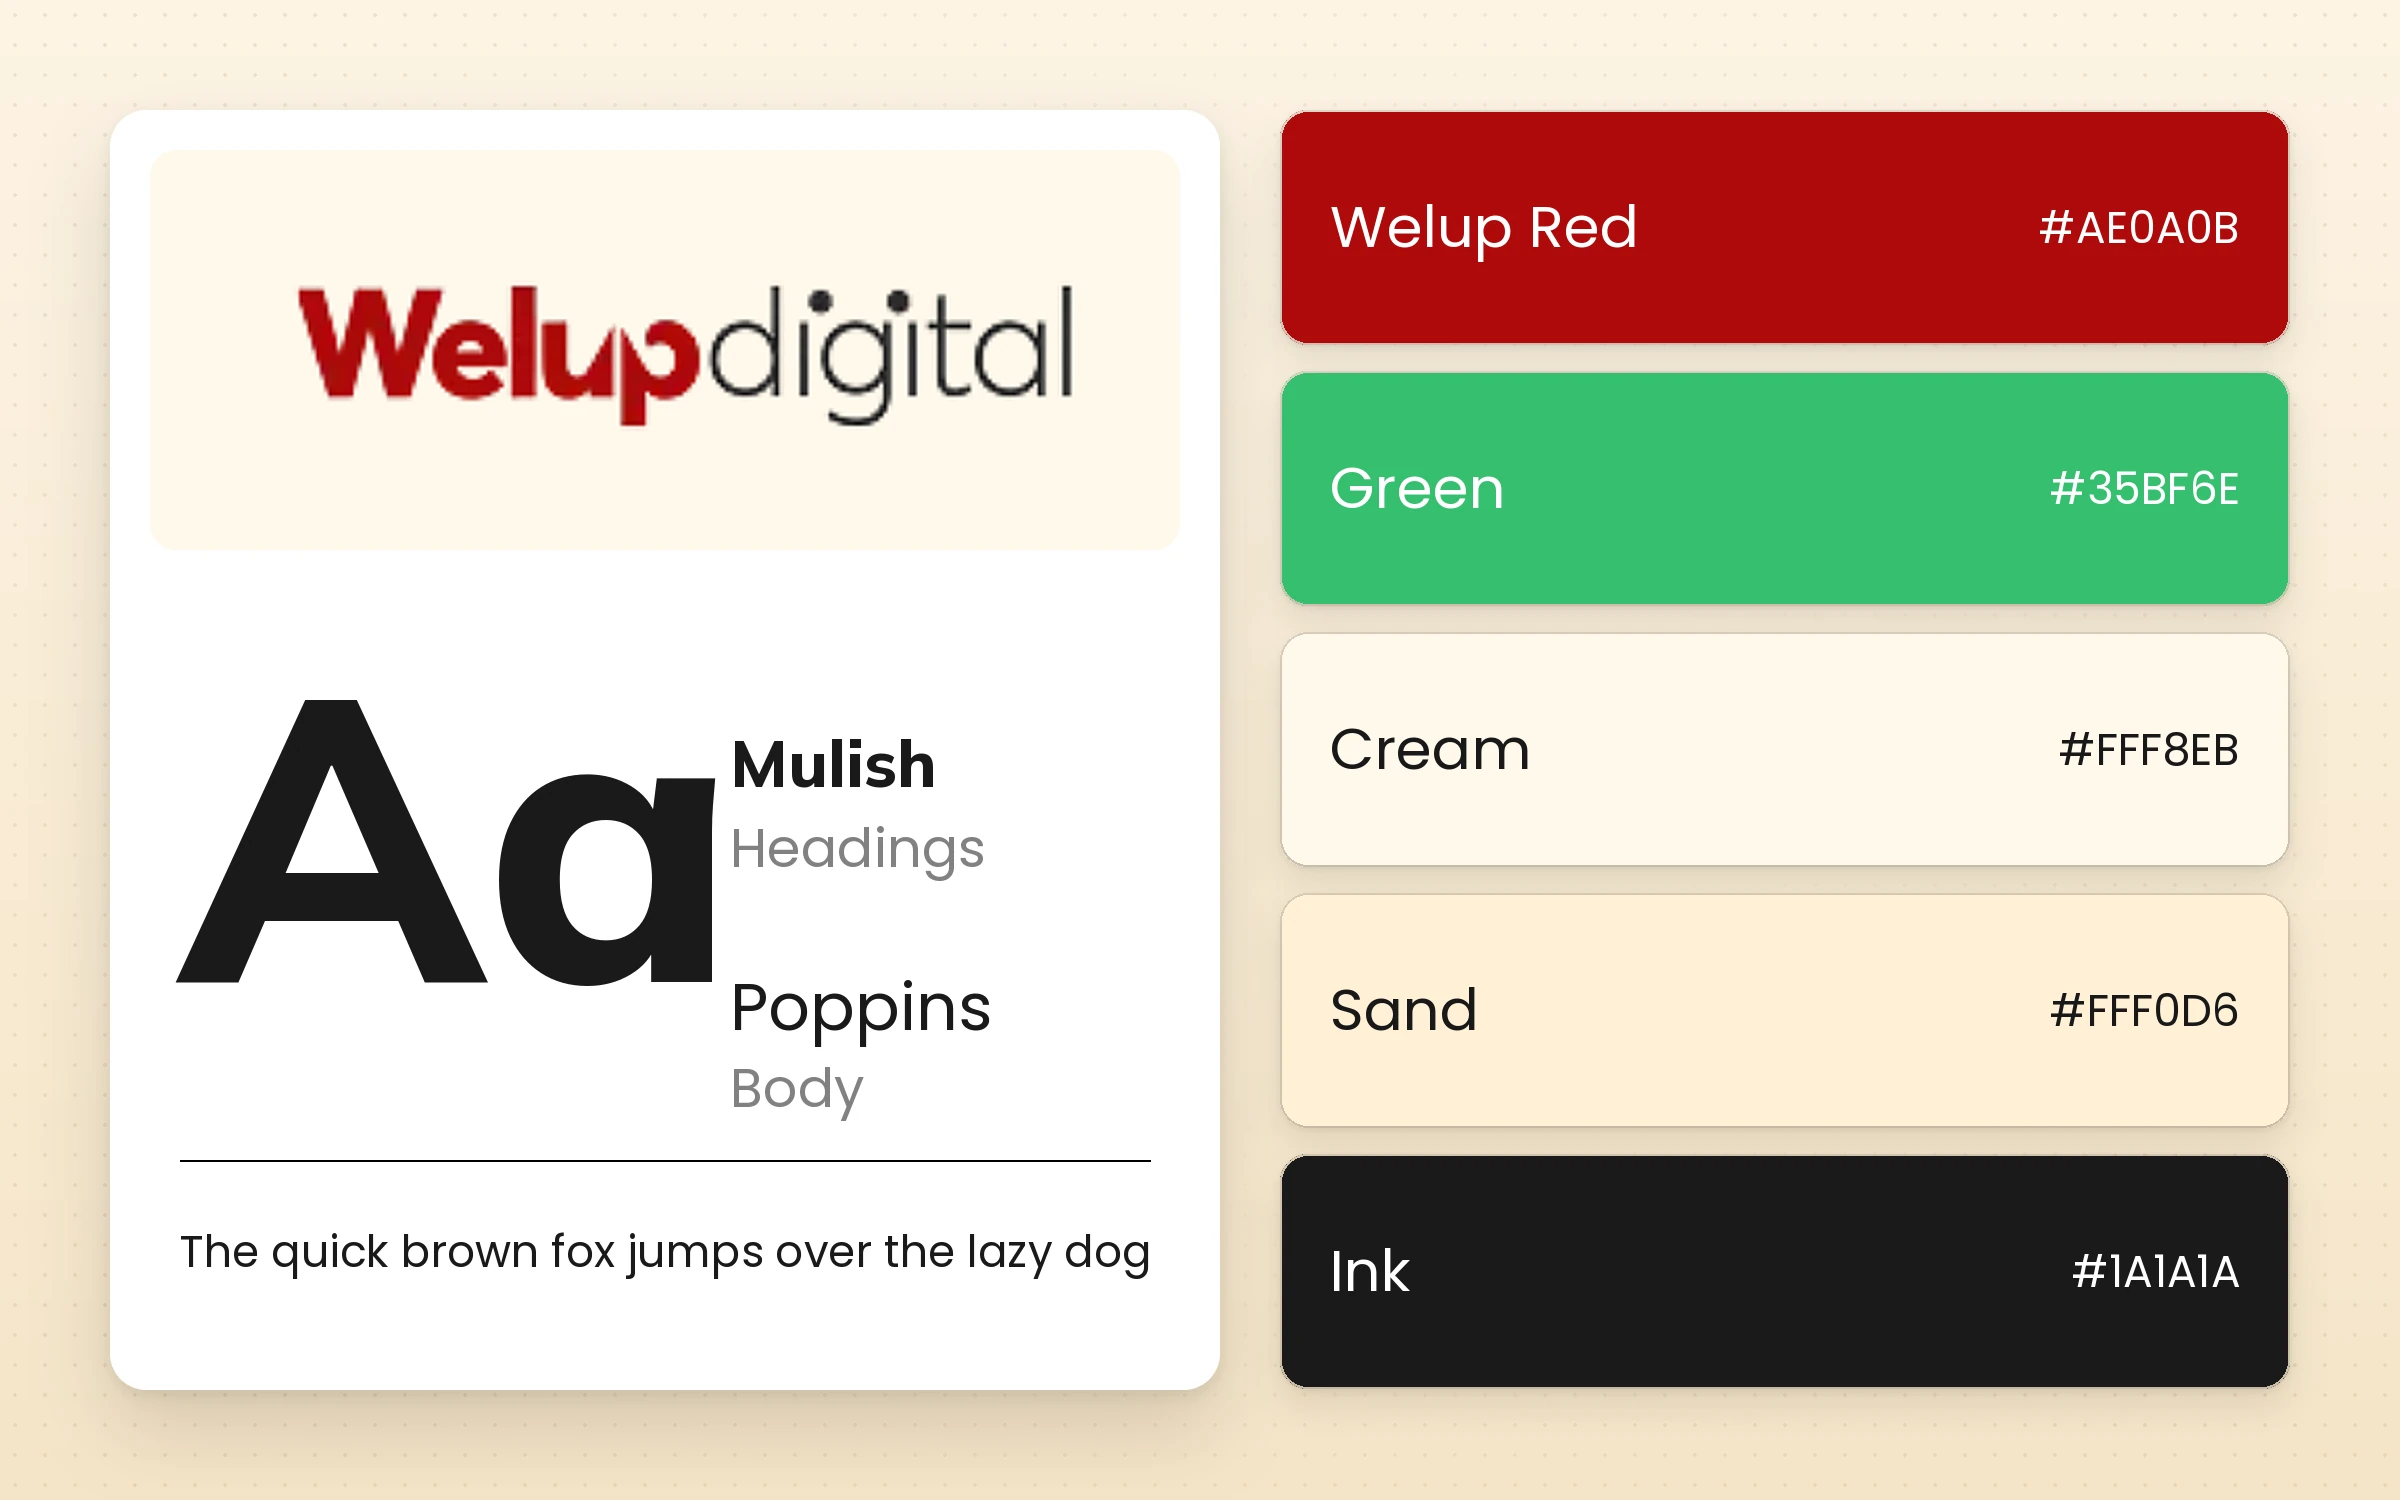 Welupdigital
Aa
Mulish
Headings
Poppins
Body
The quick brown fox jumps over the lazy dog
Welup Red #AE0A0B
Green #35BF6E
Cream #FFF8EB
Sand #FFF0D6
Ink #1A1A1A